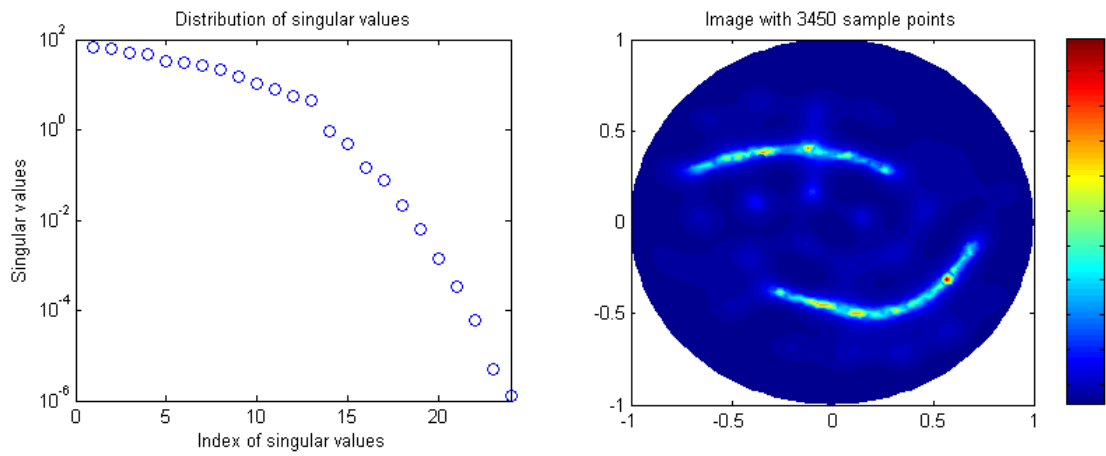 Distribution of singular values
10^2
10^0
10^-2
10^-4
10^-6
Singular values
0 5 10 15 20
Index of singular values
Image with 3450 sample points
1
0.5
0
-0.5
-1
-1 -0.5 0 0.5 1